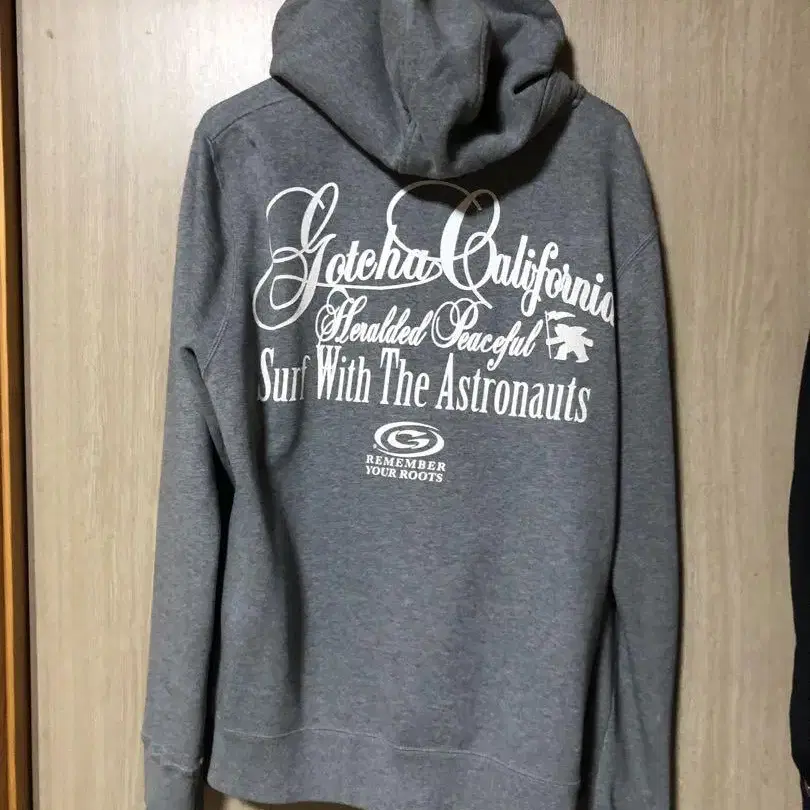 Gotcha California
Heralded Peaceful
Surf With The Astronauts
G
REMEMBER
YOUR ROOTS